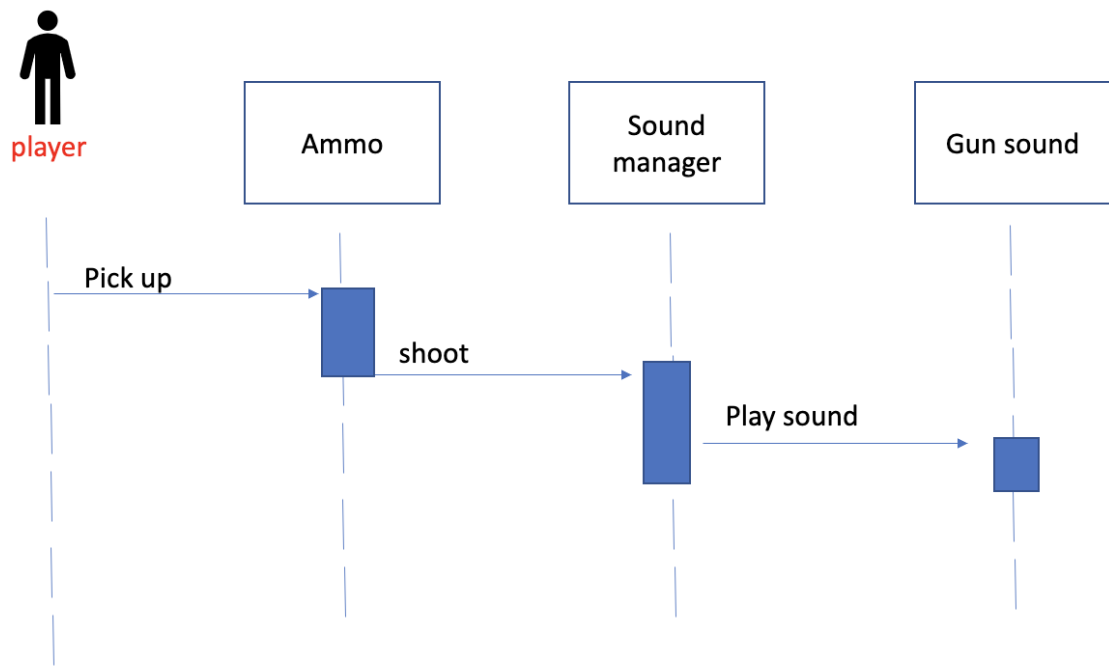 player
Ammo
Sound
manager
Gun sound
Pick up
shoot
Play sound